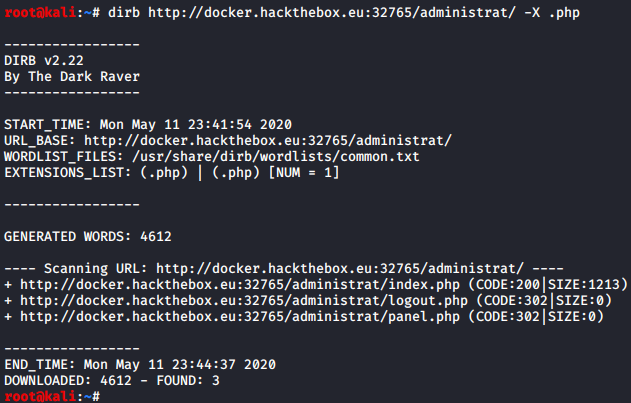 root@kali:~# dirb http://docker.hackthebox.eu:32765/administrat/ -X .php
-----------------
DIRB v2.22
By The Dark Raver
-----------------
START_TIME: Mon May 11 23:41:54 2020
URL_BASE: http://docker.hackthebox.eu:32765/administrat/
WORDLIST_FILES: /usr/share/dirb/wordlists/common.txt
EXTENSIONS_LIST: (.php) | (.php) [NUM = 1]
-----------------
GENERATED WORDS: 4612
---- Scanning URL: http://docker.hackthebox.eu:32765/administrat/ ----
+ http://docker.hackthebox.eu:32765/administrat/index.php (CODE:200|SIZE:1213)
+ http://docker.hackthebox.eu:32765/administrat/logout.php (CODE:302|SIZE:0)
+ http://docker.hackthebox.eu:32765/administrat/panel.php (CODE:302|SIZE:0)
-----------------
END_TIME: Mon May 11 23:44:37 2020
DOWNLOADED: 4612 - FOUND: 3
root@kali:~#